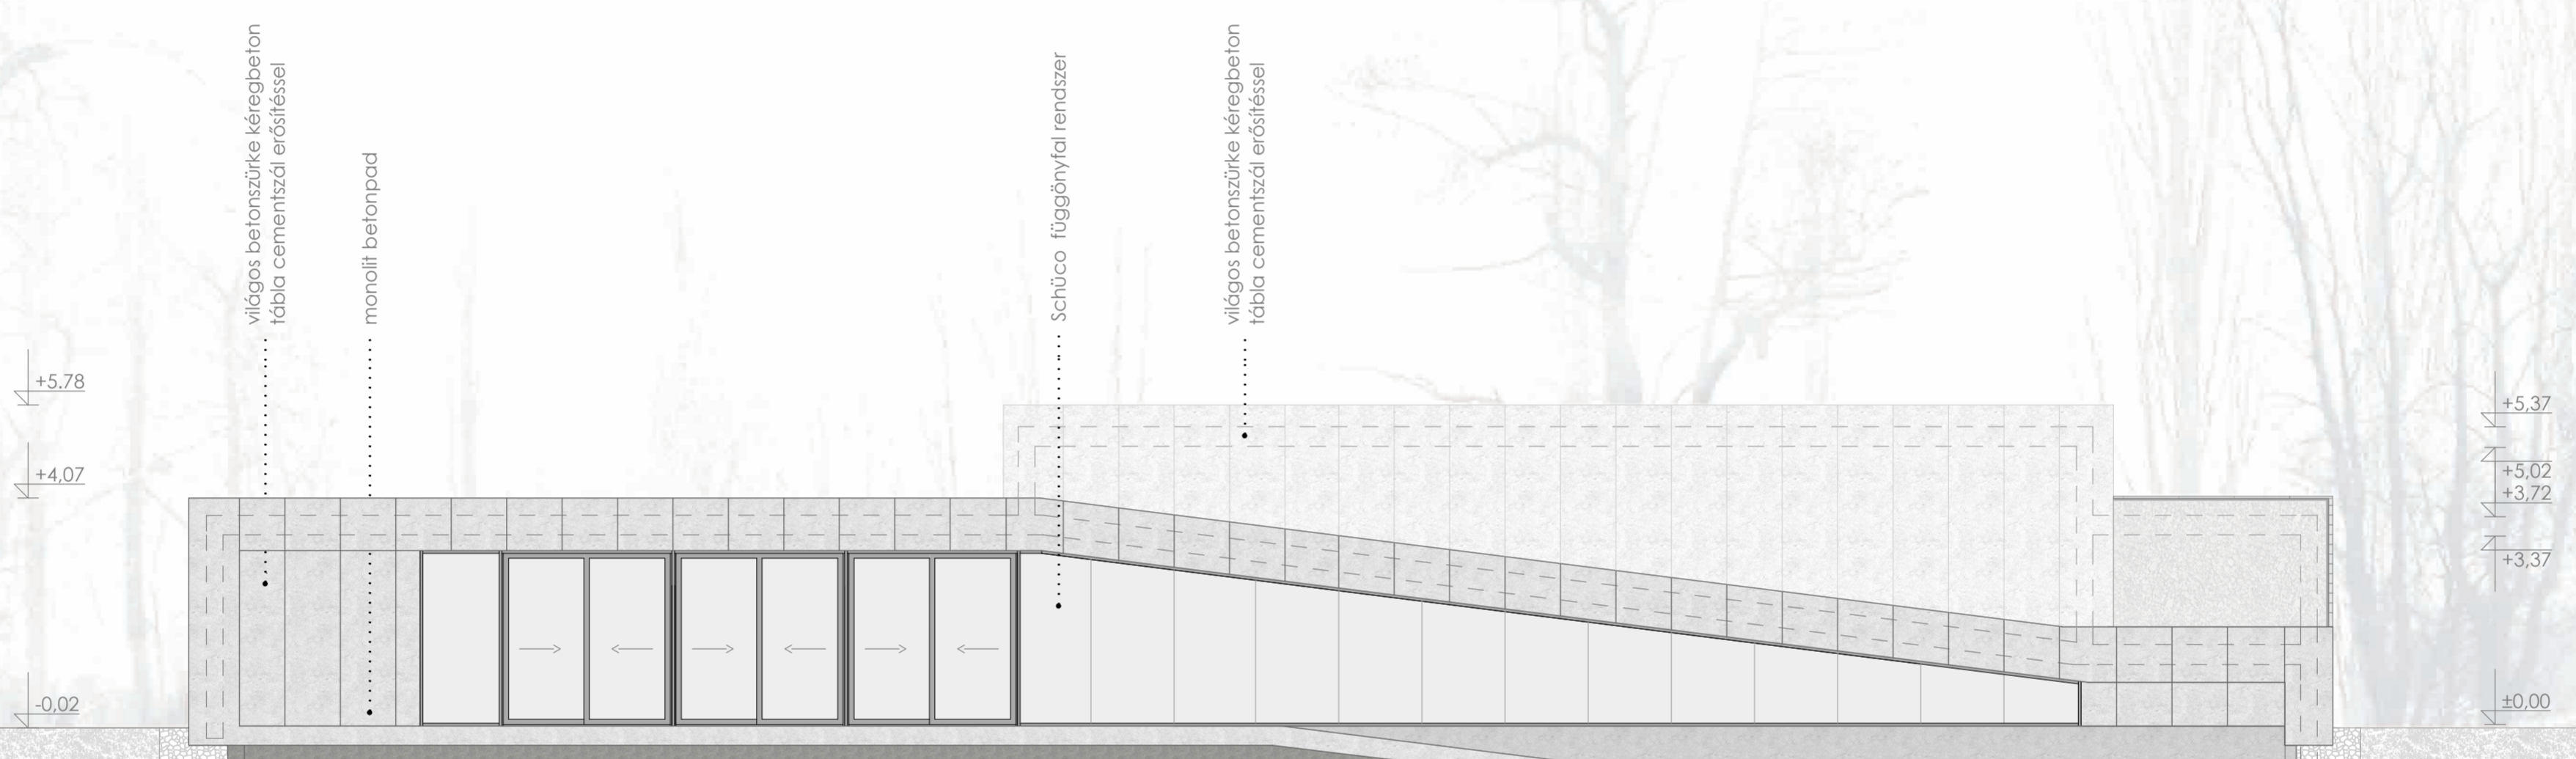 világos betonszürke kéregbeton
tábla cementszál erősítéssel
monolit betonpad
Schüco függönyfal rendszer
világos betonszürke kéregbeton
tábla cementszál erősítéssel
+5.78
+4,07
-0,02
+5,37
+5,02
+3,72
+3,37
±0,00